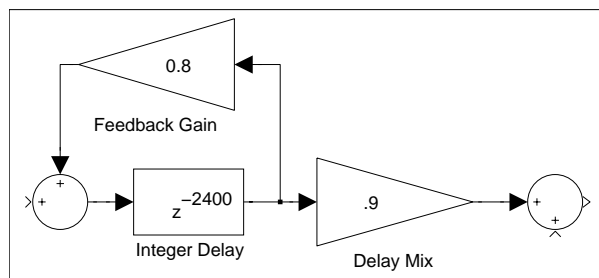 0.8
Feedback Gain
+
+
z−2400
.9
+
+
Integer Delay
Delay Mix